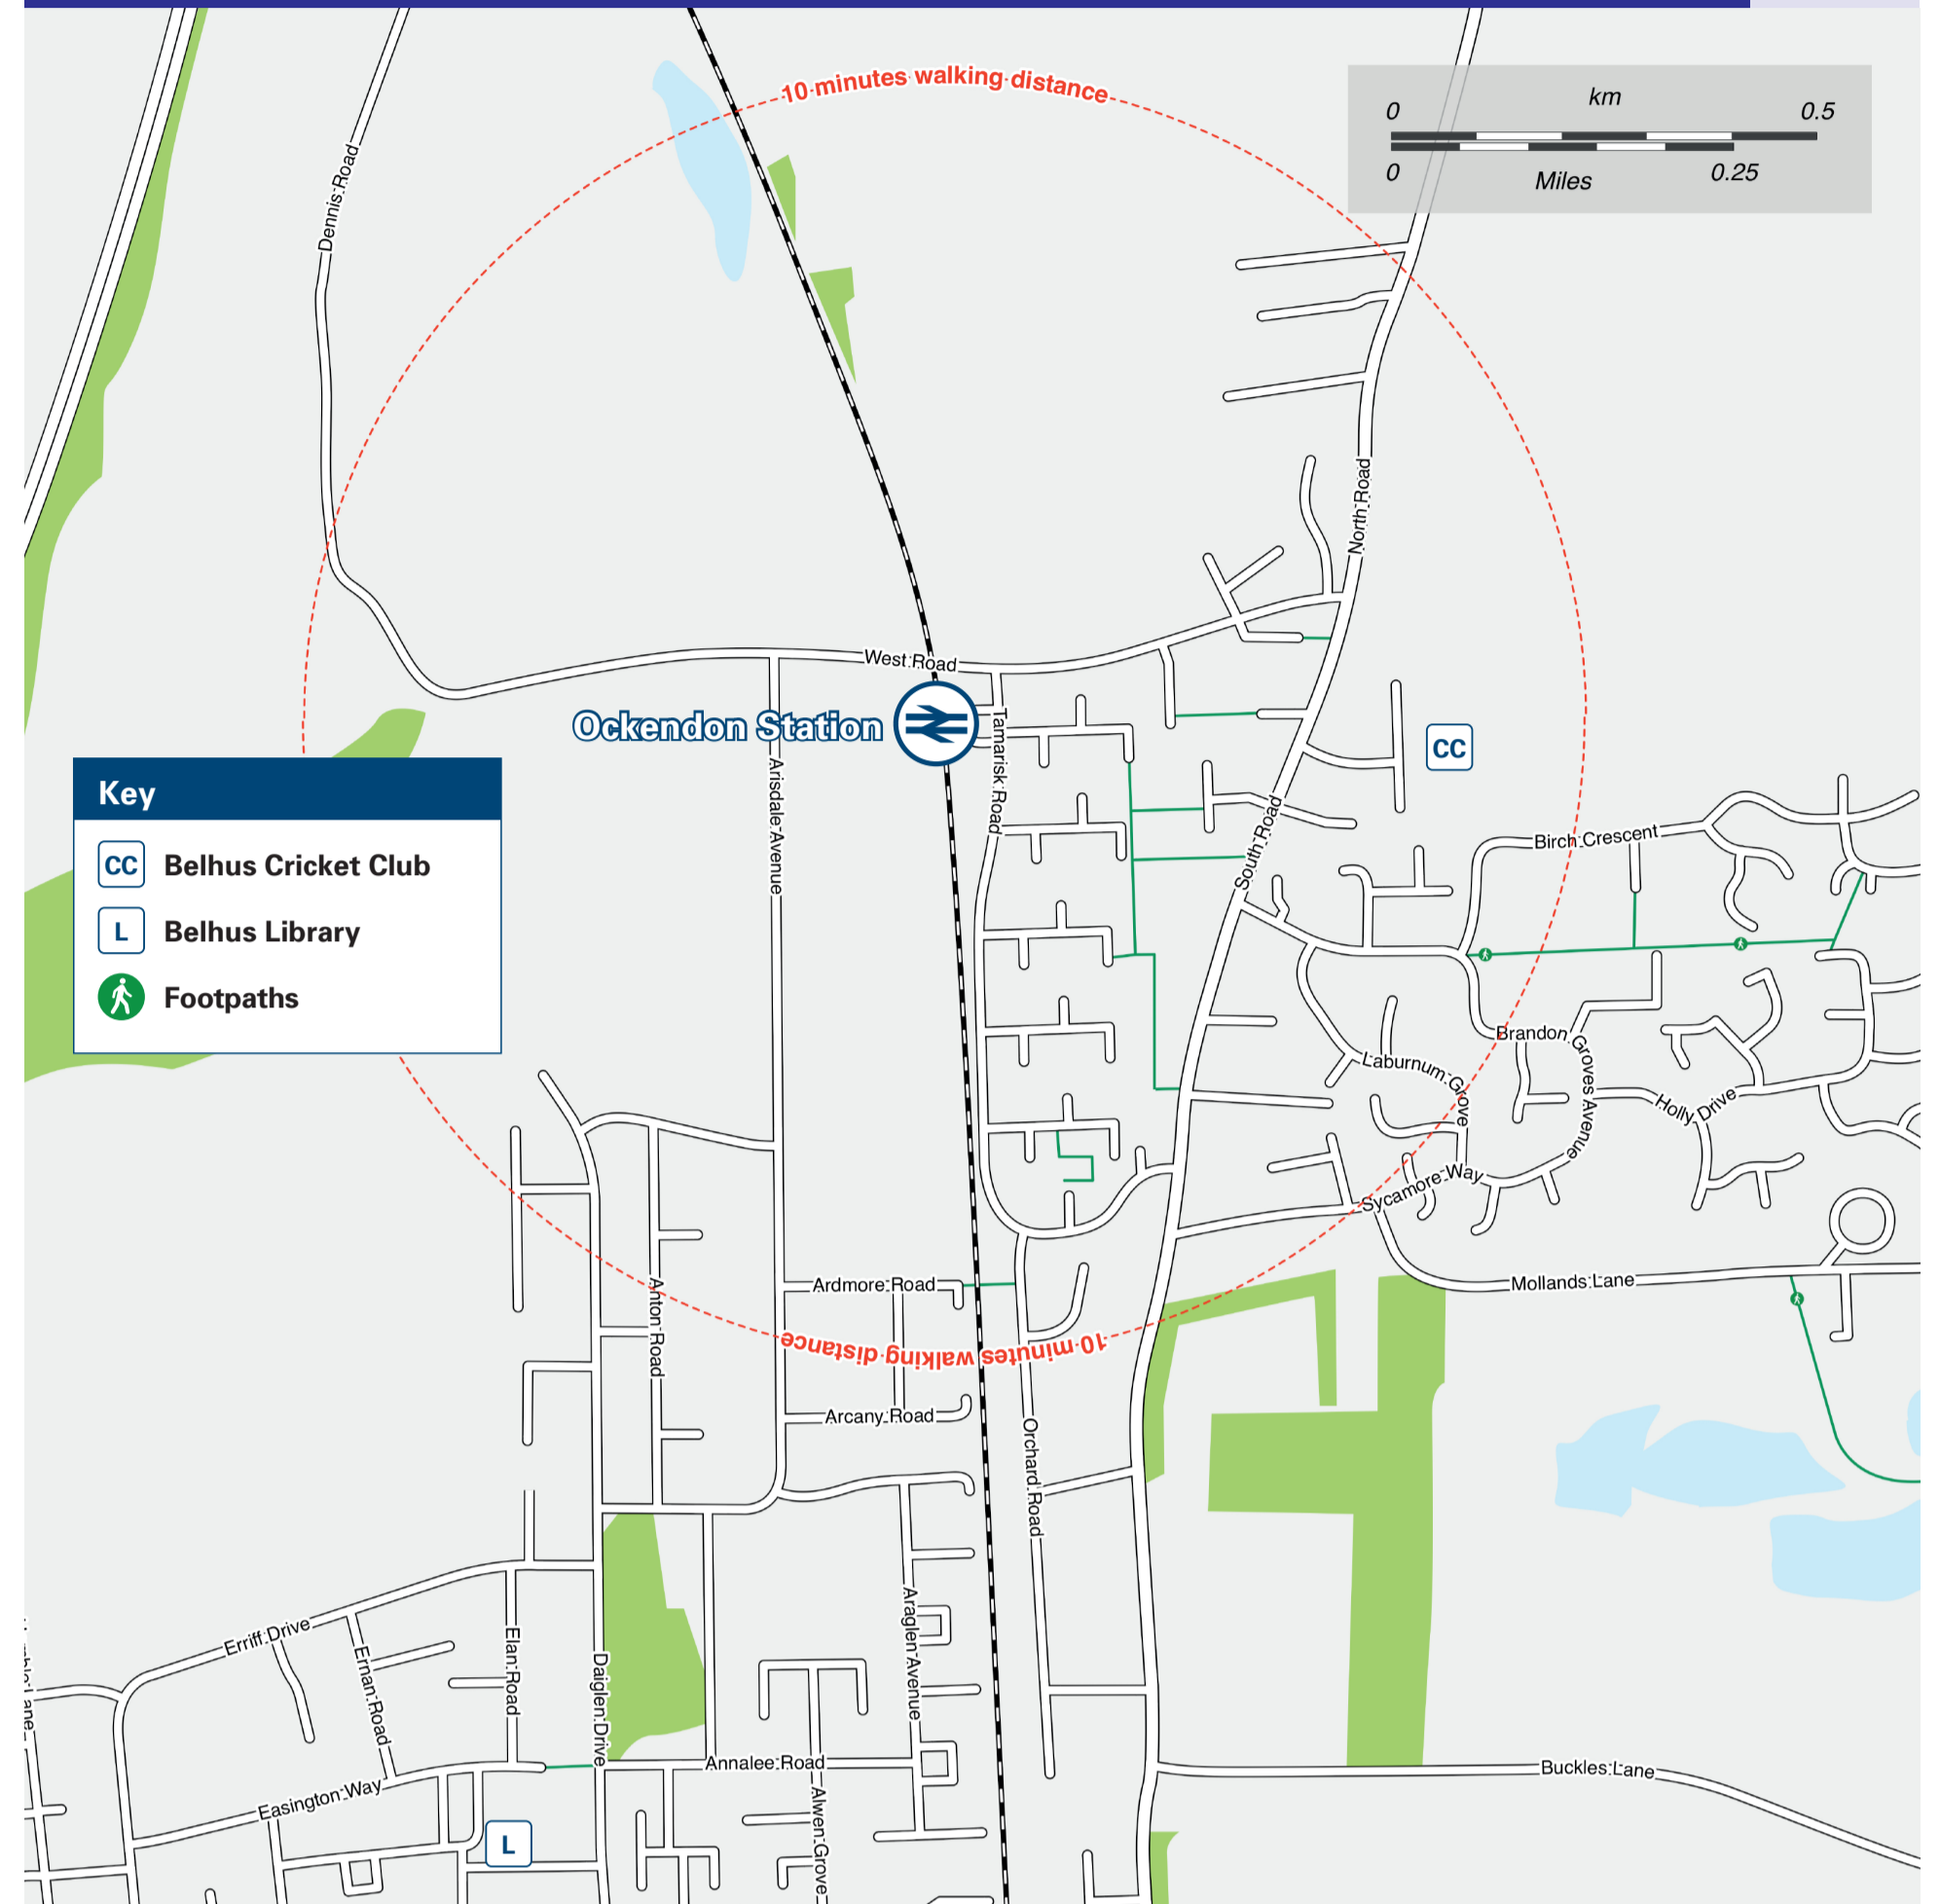 10 minutes walking distance
0 km 0.5
0 Miles 0.25
Dennis Road
North Road
West Road
Ockendon Station
CC
Tamarisk Road
Arisdale Avenue
South Road
Birch Crescent
Key
CC Belhus Cricket Club
L Belhus Library
Footpaths
Brandon Groves Avenue
Laburnum Grove
Holly Drive
Sycamore Way
Mollands Lane
Ardmore Road
Anton Road
10 minutes walking distance
Arcany Road
Orchard Road
Araglen Avenue
Erriff Drive
Ernan Road
Elan Road
Daiglen Drive
Lane
Annalee Road
Buckles Lane
Easington Way
Alwen Grove
L